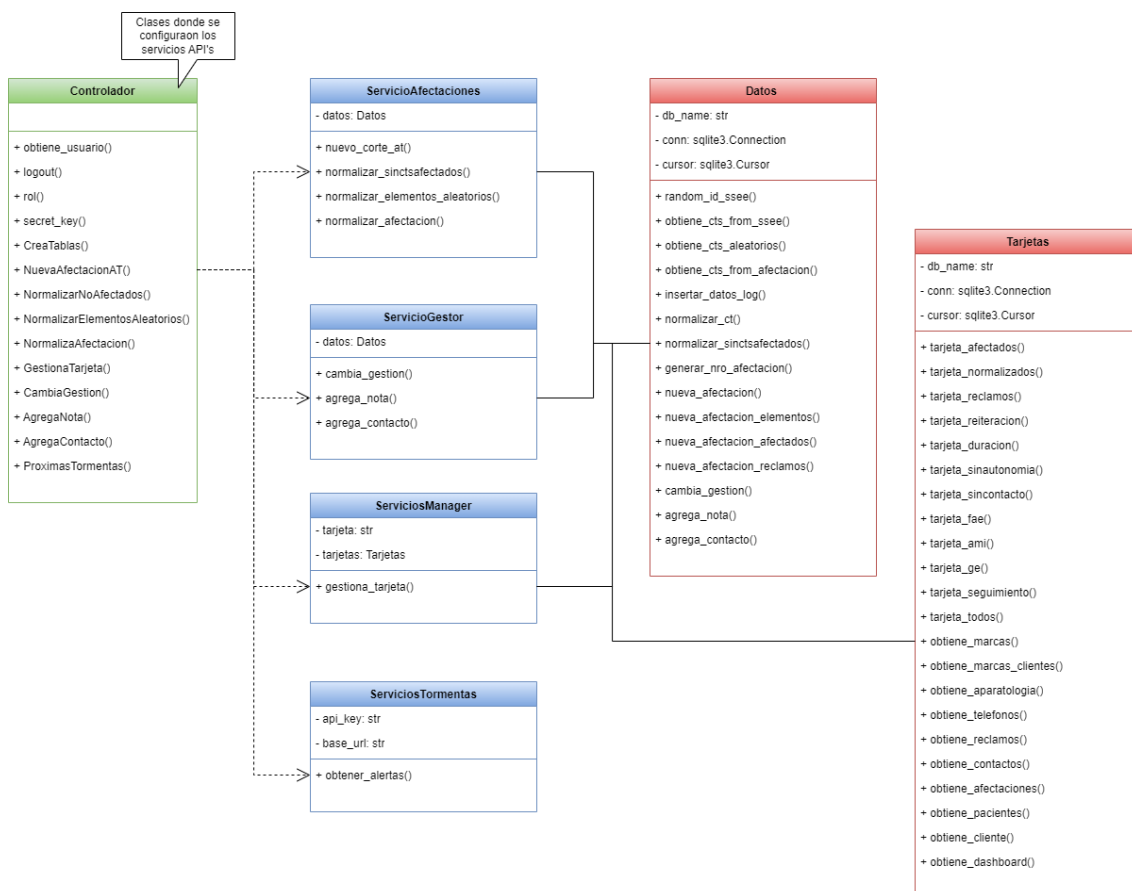 Clases donde se
configuraon los
servicios API's
Controlador
+ obtiene_usuario()
+ logout()
+ rol()
+ secret_key()
+ CreaTablas()
+ NuevaAfectacionAT()
+ NormalizarNoAfectados()
+ NormalizarElementosAleatorios()
+ NormalizaAfectacion()
+ GestionaTarjeta()
+ CambiaGestion()
+ AgregaNota()
+ AgregaContacto()
+ ProximasTormentas()
ServicioAfectaciones
- datos: Datos
+ nuevo_corte_at()
+ normalizar_sinctsafectados()
+ normalizar_elementos_aleatorios()
+ normalizar_afectacion()
ServicioGestor
- datos: Datos
+ cambia_gestion()
+ agrega_nota()
+ agrega_contacto()
ServiciosManager
- tarjeta: str
- tarjetas: Tarjetas
+ gestiona_tarjeta()
ServiciosTormentas
- api_key: str
- base_url: str
+ obtener_alertas()
Datos
- db_name: str
- conn: sqlite3.Connection
- cursor: sqlite3.Cursor
+ random_id_ssee()
+ obtiene_cts_from_ssee()
+ obtiene_cts_aleatorios()
+ obtiene_cts_from_afectacion()
+ insertar_datos_log()
+ normalizar_ct()
+ normalizar_sinctsafectados()
+ generar_nro_afectacion()
+ nueva_afectacion()
+ nueva_afectacion_elementos()
+ nueva_afectacion_afectados()
+ nueva_afectacion_reclamos()
+ cambia_gestion()
+ agrega_nota()
+ agrega_contacto()
Tarjetas
- db_name: str
- conn: sqlite3.Connection
- cursor: sqlite3.Cursor
+ tarjeta_afectados()
+ tarjeta_normalizados()
+ tarjeta_reclamos()
+ tarjeta_reiteracion()
+ tarjeta_duracion()
+ tarjeta_sinautonomia()
+ tarjeta_sincontacto()
+ tarjeta_fae()
+ tarjeta_ami()
+ tarjeta_ge()
+ tarjeta_seguimiento()
+ tarjeta_todos()
+ obtiene_marcas()
+ obtiene_marcas_clientes()
+ obtiene_aparatologia()
+ obtiene_telefonos()
+ obtiene_reclamos()
+ obtiene_contactos()
+ obtiene_afectaciones()
+ obtiene_pacientes()
+ obtiene_cliente()
+ obtiene_dashboard()